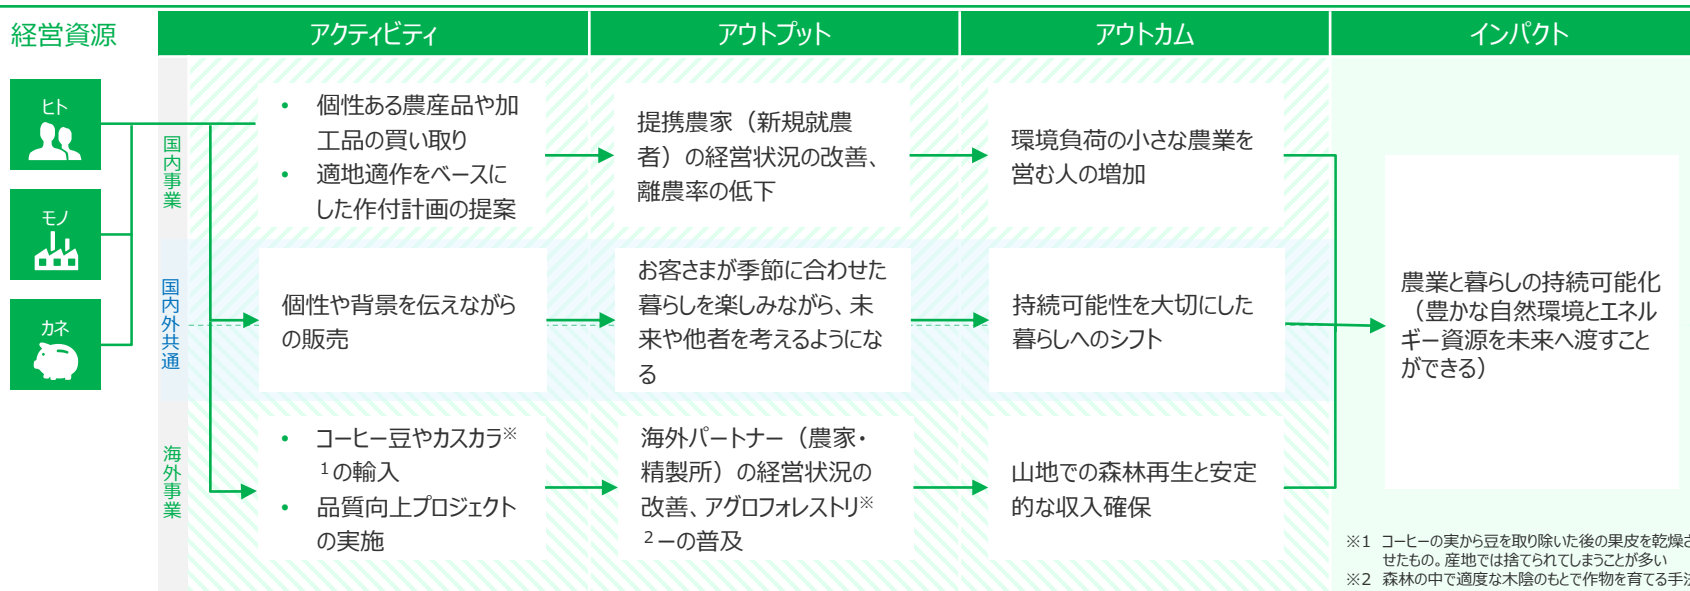 経営資源
アクティビティ
アウトプット
アウトカム
インパクト
ヒト
モノ
カネ
国内事業
• 個性ある農産品や加
工品の買い取り
• 適地適作をベースに
した作付計画の提案
提携農家（新規就農
者）の経営状況の改善、
離農率の低下
環境負荷の小さな農業を
営む人の増加
国内外共通
個性や背景を伝えながら
の販売
お客さまが季節に合わせた
暮らしを楽しみながら、未
来や他者を考えるようにな
る
持続可能性を大切にした
暮らしへのシフト
海外事業
• コーヒー豆やカスカラ※
1の輸入
• 品質向上プロジェクト
の実施
海外パートナー（農家・
精製所）の経営状況の
改善、アグロフォレストリ※
2ーの普及
山地での森林再生と安定
的な収入確保
農業と暮らしの持続可能化
（豊かな自然環境とエネル
ギー資源を未来へ渡すこと
ができる）
※1 コーヒーの実から豆を取り除いた後の果皮を乾燥さ
せたもの。産地では捨てられてしまうことが多い
※2 森林の中で適度な木陰のもとで作物を育てる手法